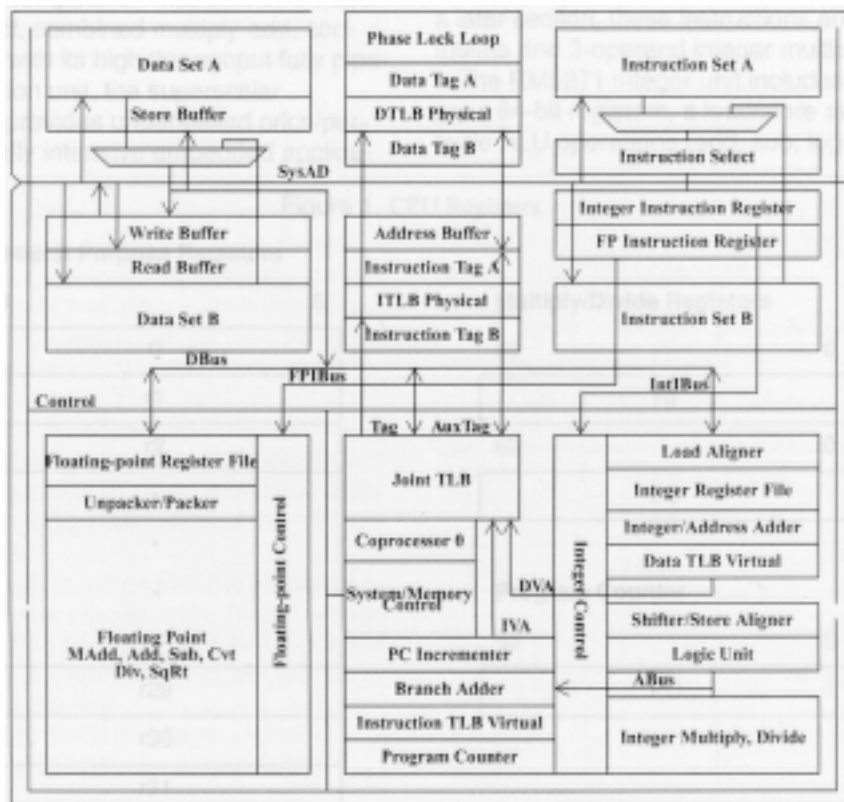 Data Set A
Store Buffer
SysAD
Write Buffer
Read Buffer
Data Set B
DBus
Phase Lock Loop
Data Tag A
DTLB Physical
Data Tag B
Address Buffer
Instruction Tag A
ITLB Physical
Instruction Tag B
FPIBus
Instruction Set A
Instruction Select
Integer Instruction Register
FP Instruction Register
Instruction Set B
IntIBus
Control
Tag
AuxTag
Floating-point Register File
Unpacker/Packer
Floating Point
MAdd, Add, Sub, Cvt
Div, SqRt
Floating-point Control
Joint TLB
Coprocessor 0
System/Memory
Control
DVA
IVA
PC Incrementer
Branch Adder
Instruction TLB Virtual
Program Counter
Integer Control
Load Aligner
Integer Register File
Integer/Address Adder
Data TLB Virtual
Shifter/Store Aligner
Logic Unit
ABus
Integer Multiply, Divide